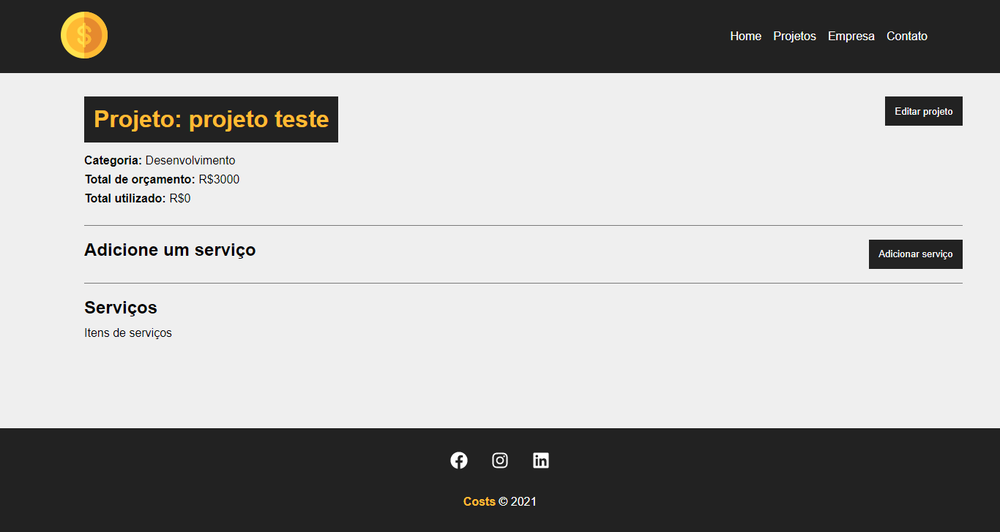 $
Home Projetos Empresa Contato
Projeto: projeto teste
Editar projeto
Categoria: Desenvolvimento
Total de orçamento: R$3000
Total utilizado: R$0
Adicione um serviço
Adicionar serviço
Serviços
Itens de serviços
Costs © 2021